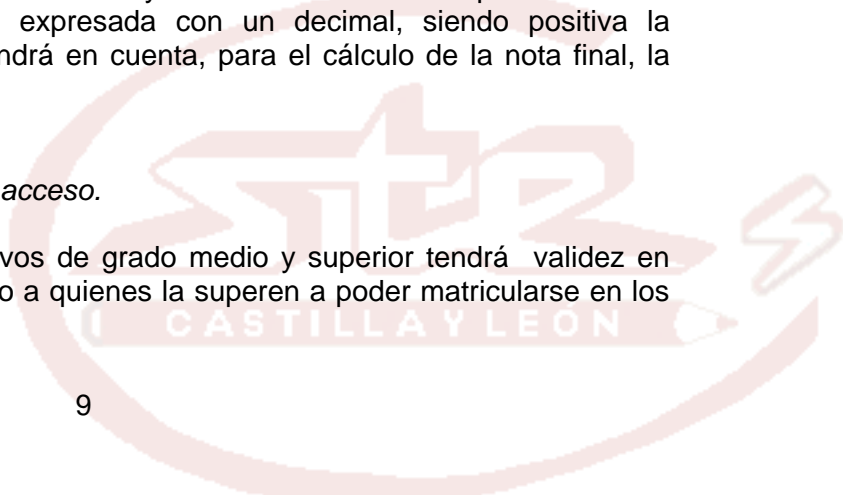 expresada con un decimal, siendo positiva la
ndrá en cuenta, para el cálculo de la nota final, la
acceso.
vos de grado medio y superior tendrá validez en
o a quienes la superen a poder matricularse en los
CASTILLA Y LEÓN
9